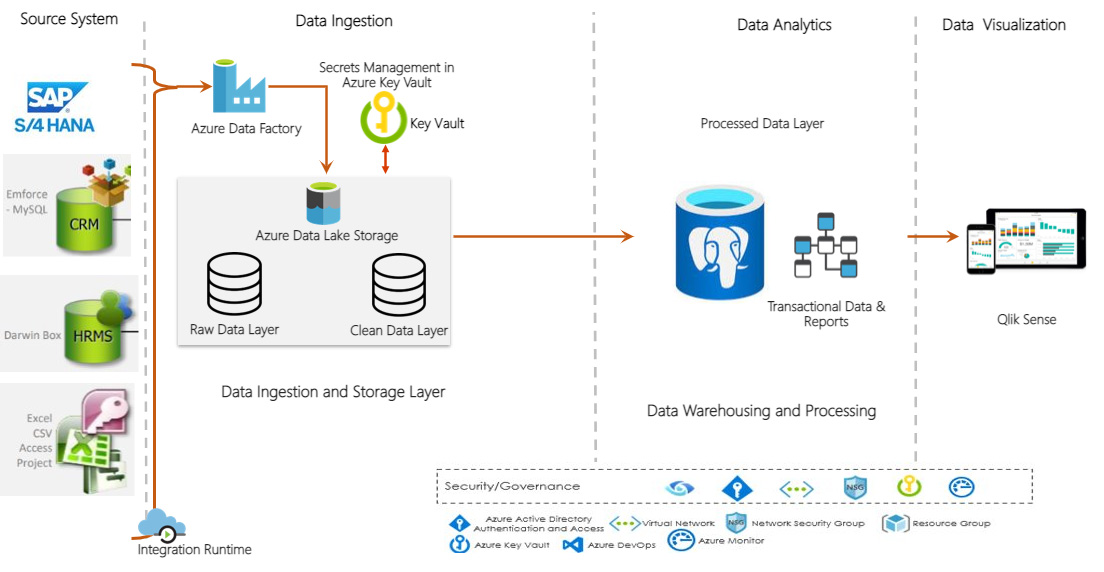 Source System
Data Ingestion
Data Analytics
Data Visualization
SAP
S/4 HANA
Emforce
- MySQL
CRM
Darwin Box
HRMS
Excel
CSV
Access
Project
Integration Runtime
Azure Data Factory
Secrets Management in
Azure Key Vault
Key Vault
Azure Data Lake Storage
Raw Data Layer
Clean Data Layer
Data Ingestion and Storage Layer
Processed Data Layer
Transactional Data &
Reports
Data Warehousing and Processing
Qlik Sense
Security/Governance
NSG
Azure Active Directory
Authentication and Access
Virtual Network
NSG
Network Security Group
Resource Group
Azure Key Vault
Azure DevOps
Azure Monitor